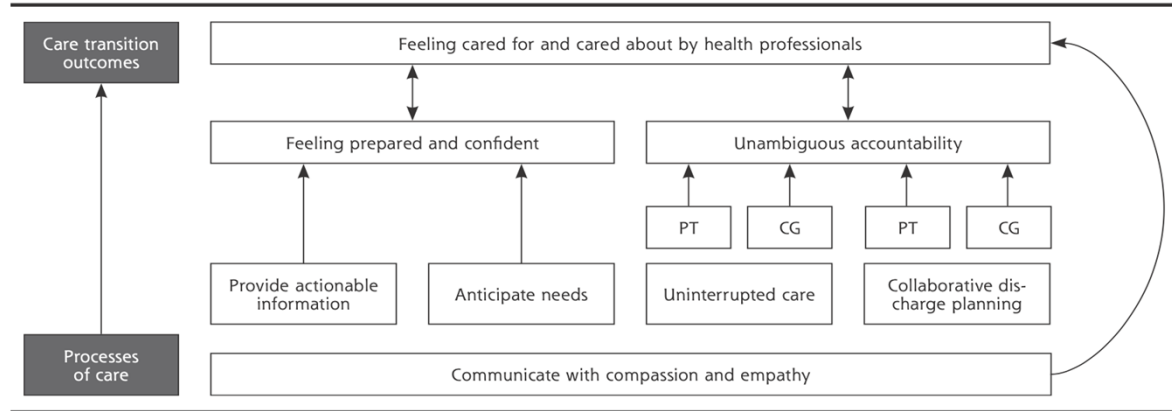 Care transition
outcomes
Feeling cared for and cared about by health professionals
Feeling prepared and confident
Unambiguous accountability
PT
CG
PT
CG
Provide actionable
information
Anticipate needs
Uninterrupted care
Collaborative dis-
charge planning
Processes
of care
Communicate with compassion and empathy